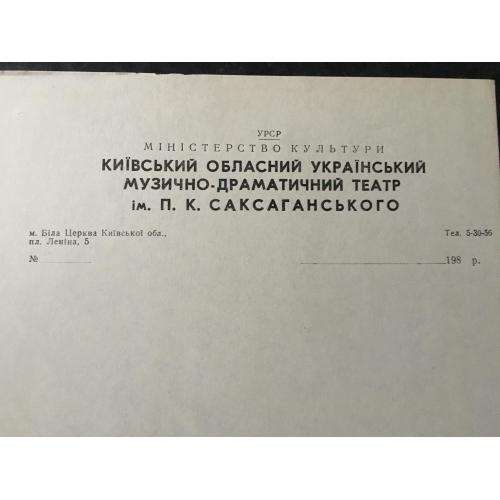 УРСР
МІНІСТЕРСТВО КУЛЬТУРИ
КИЇВСЬКИЙ ОБЛАСНИЙ УКРАЇНСЬКИЙ
МУЗИЧНО-ДРАМАТИЧНИЙ ТЕАТР
ім. П. К. САКСАГАНСЬКОГО
м. Біла Церква Київської обл., Тел. 5-30-56
пл. Леніна, 5
№ 198 р.